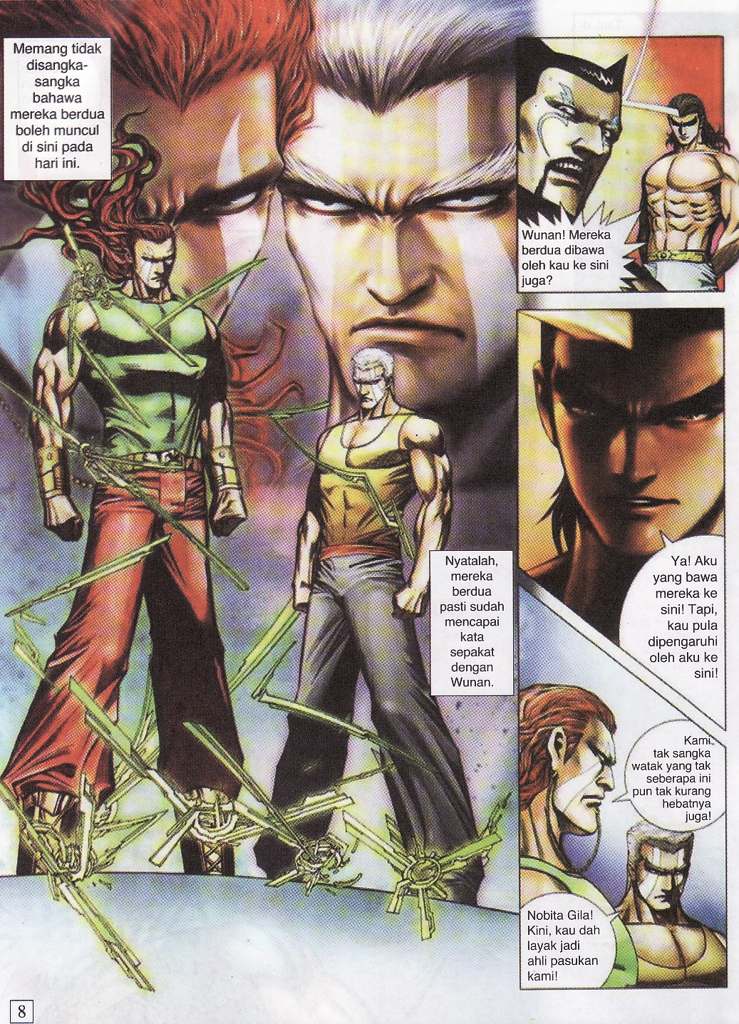 Memang tidak
disangka-
sangka
bahawa
mereka berdua
boleh muncul
di sini pada
hari ini.
Wunan! Mereka
berdua dibawa
oleh kau ke sini
juga?
Ya! Aku
yang bawa
mereka ke
sini! Tapi,
kau pula
dipengaruhi
oleh aku ke
sini!
Nyatalah,
mereka
berdua
pasti sudah
mencapai
kata
sepakat
dengan
Wunan.
Kami,
tak sangka
watak yang tak
seberapa ini
pun tak kurang
hebatnya
juga!
Nobita Gila!
Kini, kau dah
layak jadi
ahli pasukan
kami!
8